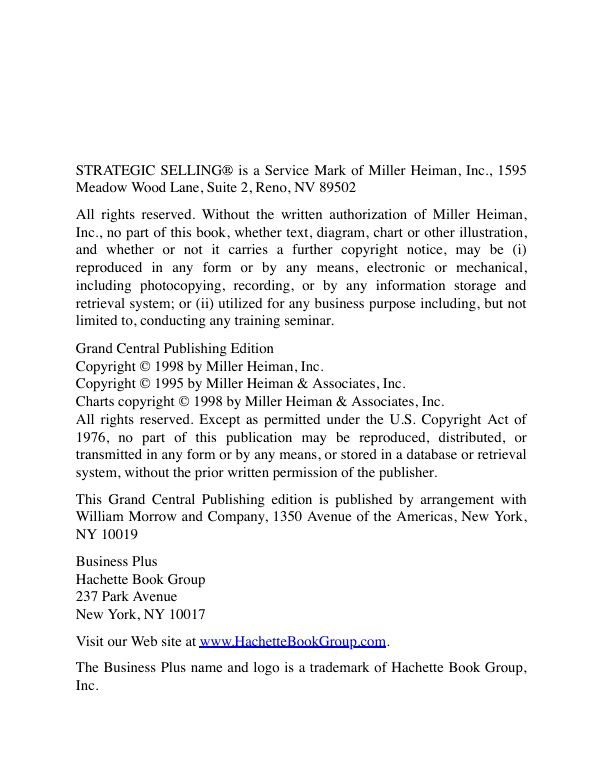 STRATEGIC SELLING® is a Service Mark of Miller Heiman, Inc., 1595
Meadow Wood Lane, Suite 2, Reno, NV 89502
All rights reserved. Without the written authorization of Miller Heiman,
Inc., no part of this book, whether text, diagram, chart or other illustration,
and whether or not it carries a further copyright notice, may be (i)
reproduced in any form or by any means, electronic or mechanical,
including photocopying, recording, or by any information storage and
retrieval system; or (ii) utilized for any business purpose including, but not
limited to, conducting any training seminar.
Grand Central Publishing Edition
Copyright © 1998 by Miller Heiman, Inc.
Copyright © 1995 by Miller Heiman & Associates, Inc.
Charts copyright © 1998 by Miller Heiman & Associates, Inc.
All rights reserved. Except as permitted under the U.S. Copyright Act of
1976, no part of this publication may be reproduced, distributed, or
transmitted in any form or by any means, or stored in a database or retrieval
system, without the prior written permission of the publisher.
This Grand Central Publishing edition is published by arrangement with
William Morrow and Company, 1350 Avenue of the Americas, New York,
NY 10019
Business Plus
Hachette Book Group
237 Park Avenue
New York, NY 10017
Visit our Web site at www.HachetteBookGroup.com.
The Business Plus name and logo is a trademark of Hachette Book Group,
Inc.